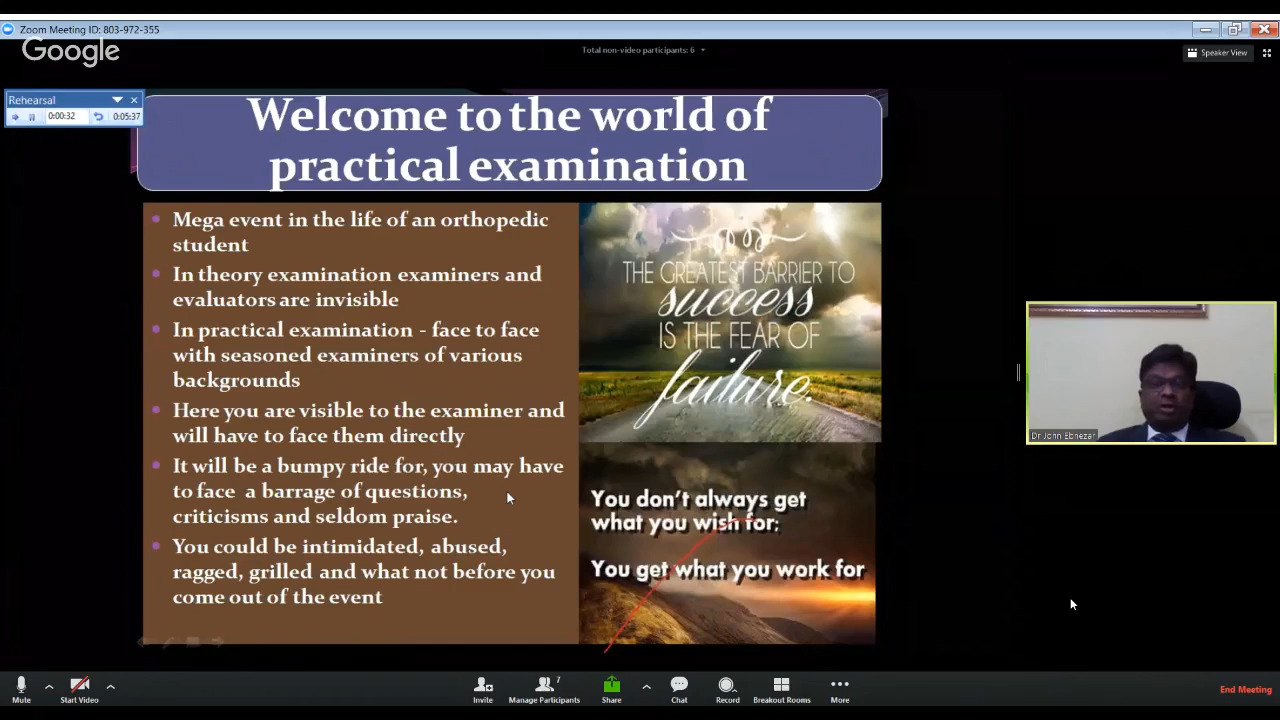 Zoom Meeting ID: 803-972-355
Google
Total non-video participants: 6
Speaker View
Rehearsal
0:00:32
0:05:37
Welcome to the world of
practical examination
Mega event in the life of an orthopedic
student
In theory examination examiners and
evaluators are invisible
In practical examination - face to face
with seasoned examiners of various
backgrounds
Here you are visible to the examiner and
will have to face them directly
It will be a bumpy ride for, you may have
to face a barrage of questions,
criticisms and seldom praise.
You could be intimidated, abused,
ragged, grilled and what not before you
come out of the event
THE GREATEST BARRIER TO
success
IS THE FEAR OF
failure.
You don't always get
what you wish for;
You get what you work for
Dr John Ebnezar
Mute
Start Video
Invite
7
Manage Participants
Share
Chat
Record
Breakout Rooms
More
End Meeting